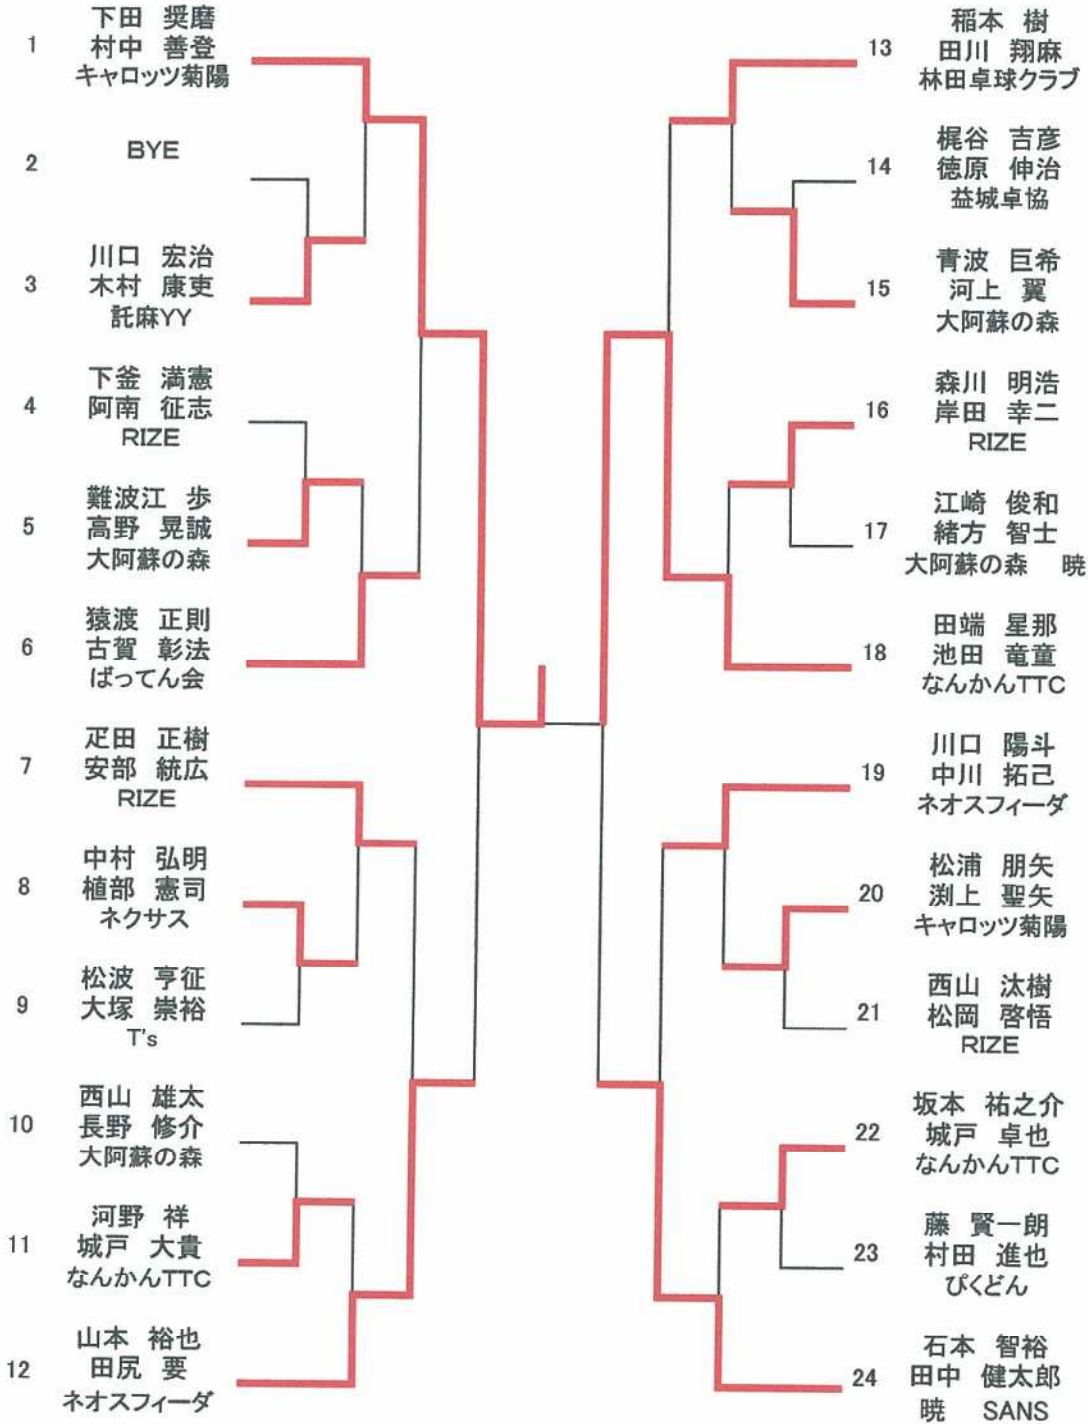 1
下田 奨磨
村中 善登
キャロッツ菊陽
2
BYE
3
川口 宏治
木村 康吏
託麻YY
4
下釜 満憲
阿南 征志
RIZE
5
難波江 歩
高野 晃誠
大阿蘇の森
6
猿渡 正則
古賀 彰法
ばってん会
7
疋田 正樹
安部 統広
RIZE
8
中村 弘明
植部 憲司
ネクサス
9
松波 亨征
大塚 崇裕
T's
10
西山 雄太
長野 修介
大阿蘇の森
11
河野 祥
城戸 大貴
なんかんTTC
12
山本 裕也
田尻 要
ネオスフィーダ
13
稲本 樹
田川 翔麻
林田卓球クラブ
14
梶谷 吉彦
徳原 伸治
益城卓協
15
青波 巨希
河上 翼
大阿蘇の森
16
森川 明浩
岸田 幸二
RIZE
17
江崎 俊和
緒方 智士
大阿蘇の森 暁
18
田端 星那
池田 竜童
なんかんTTC
19
川口 陽斗
中川 拓己
ネオスフィーダ
20
松浦 朋矢
渕上 聖矢
キャロッツ菊陽
21
西山 汰樹
松岡 啓悟
RIZE
22
坂本 祐之介
城戸 卓也
なんかんTTC
23
藤 賢一朗
村田 進也
ぴくどん
24
石本 智裕
田中 健太郎
暁 SANS